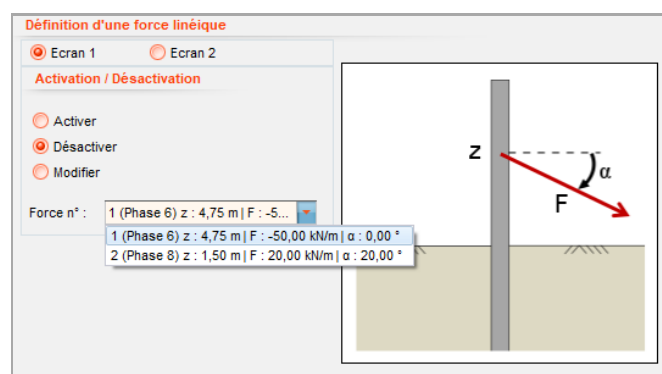 Définition d'une force linéique
Ecran 1 Ecran 2
Activation / Désactivation
Activer
Désactiver
Modifier
Force n° : 1 (Phase 6) z : 4,75 m | F : -5...
1 (Phase 6) z : 4,75 m | F : -50,00 kN/m | α : 0,00 °
2 (Phase 8) z : 1,50 m | F : 20,00 kN/m | α : 20,00 °
z
α
F